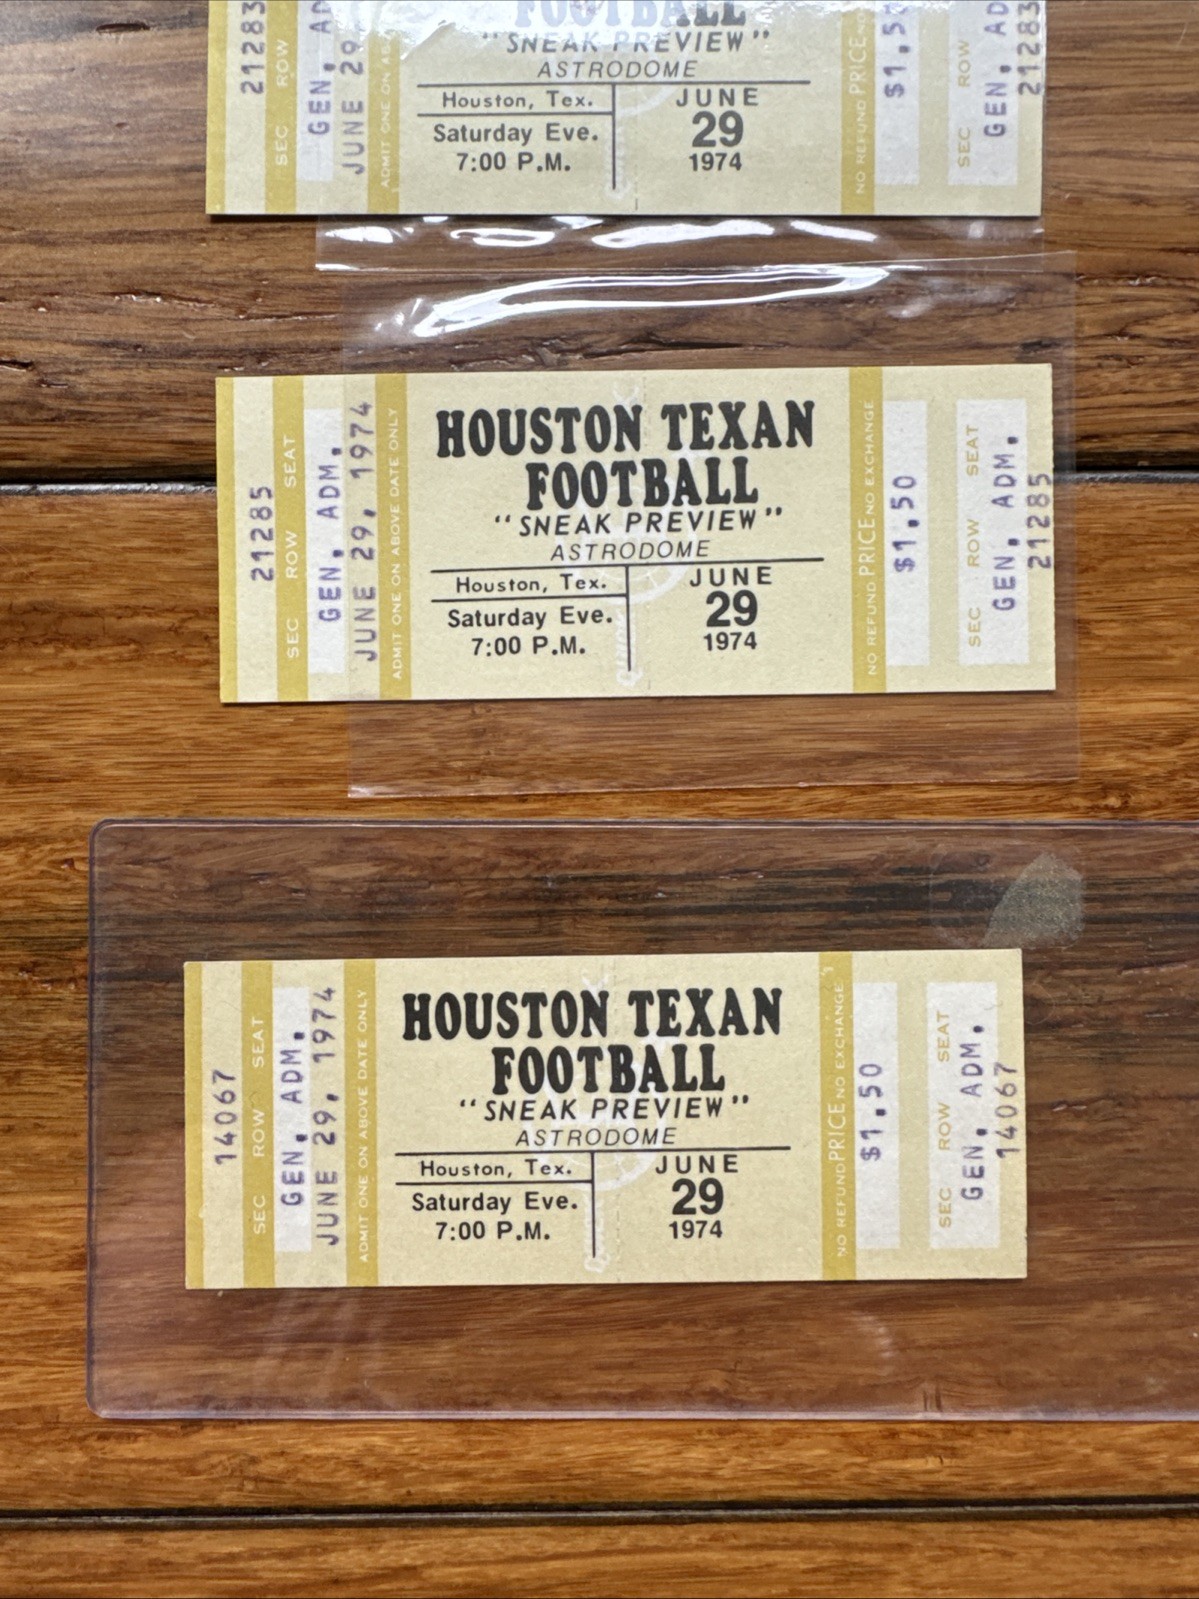 21283
SEC ROW
GEN, AD
JUNE 29,
ADMIT ONE ON AB
FOOTBALL
"SNEAK PREVIEW"
ASTRODOME
Houston, Tex.
Saturday Eve.
7:00 P.M.
JUNE
29
1974
NO REFUND PRICE NO
$1,5
SEC ROW
GEN, AD
21283
21285
SEC ROW SEAT
GEN, ADM,
JUNE 29, 1974
ADMIT ONE ON ABOVE DATE ONLY
HOUSTON TEXAN
FOOTBALL
"SNEAK PREVIEW"
ASTRODOME
Houston, Tex.
Saturday Eve.
7:00 P.M.
JUNE
29
1974
NO REFUND PRICE NO EXCHANGE
$1,50
SEC ROW SEAT
GEN, ADM,
21285
14067
SEC ROW SEAT
GEN, ADM,
JUNE 29, 1974
ADMIT ONE ON ABOVE DATE ONLY
HOUSTON TEXAN
FOOTBALL
"SNEAK PREVIEW"
ASTRODOME
Houston, Tex.
Saturday Eve.
7:00 P.M.
JUNE
29
1974
NO REFUND PRICE NO EXCHANGE
$1,50
SEC ROW SEAT
GEN, ADM,
14067